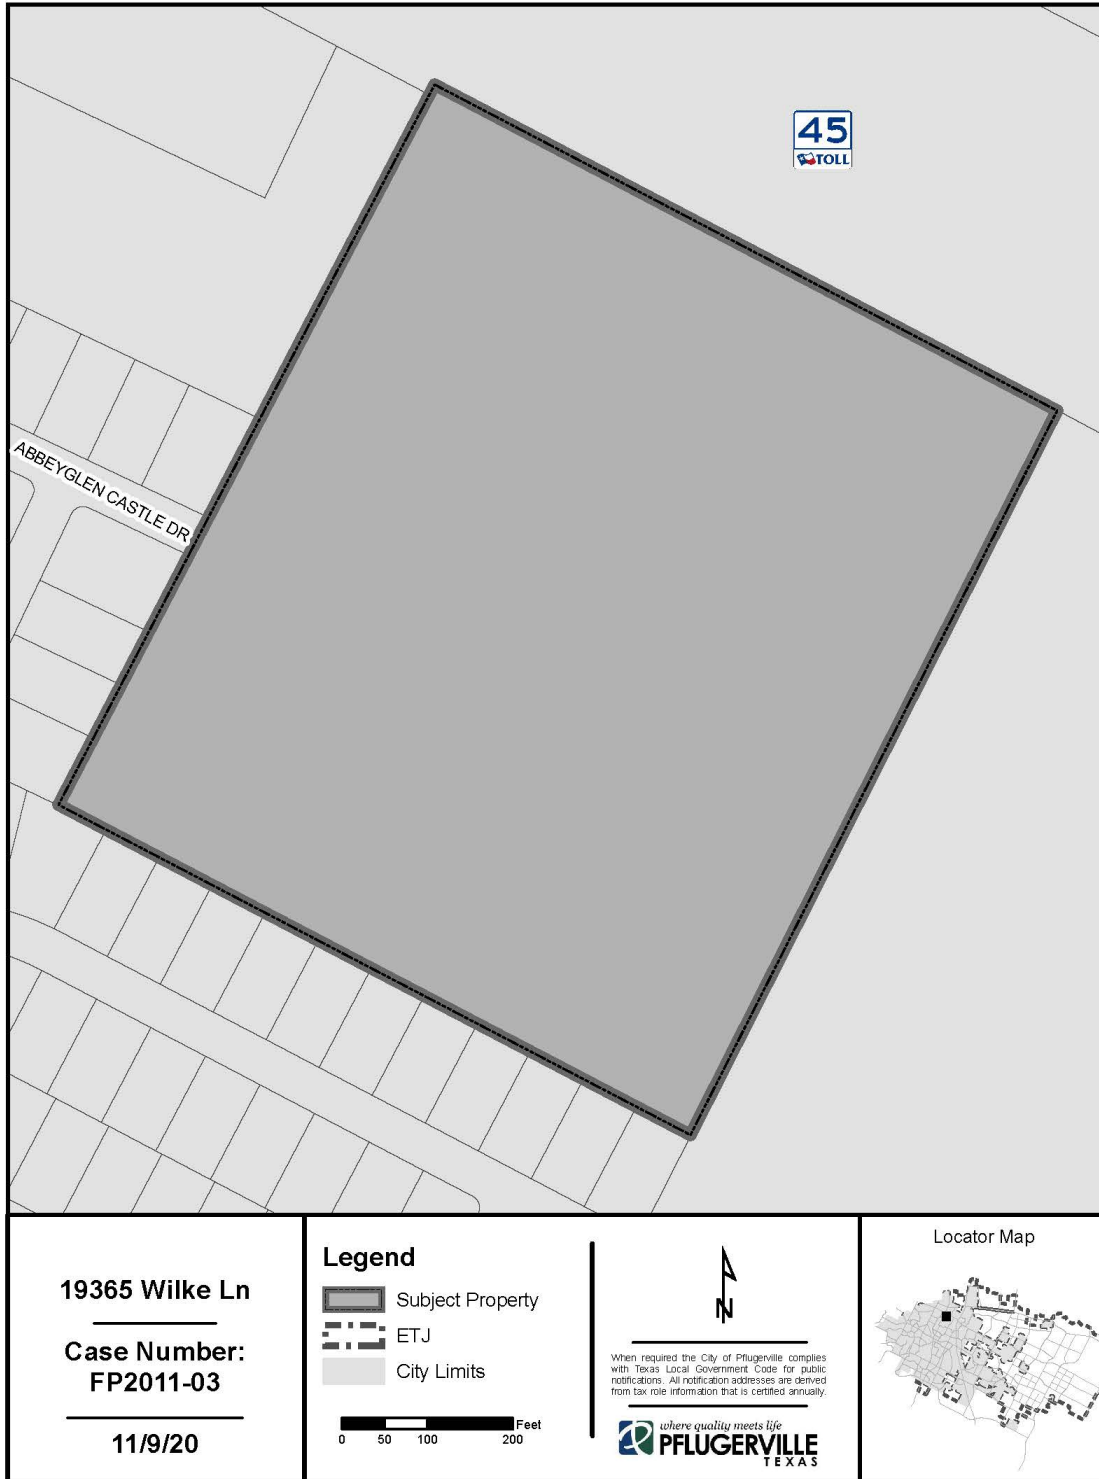 45
TOLL
ABBEYGLEN CASTLE DR
19365 Wilke Ln
Case Number:
FP2011-03
11/9/20
Legend
Subject Property
ETJ
City Limits
Feet
0 50 100 200
N
When required the City of Pflugerville complies
with Texas Local Government Code for public
notifications. All notification addresses are derived
from tax role information that is certified annually.
where quality meets life
PFLUGERVILLE
TEXAS
Locator Map